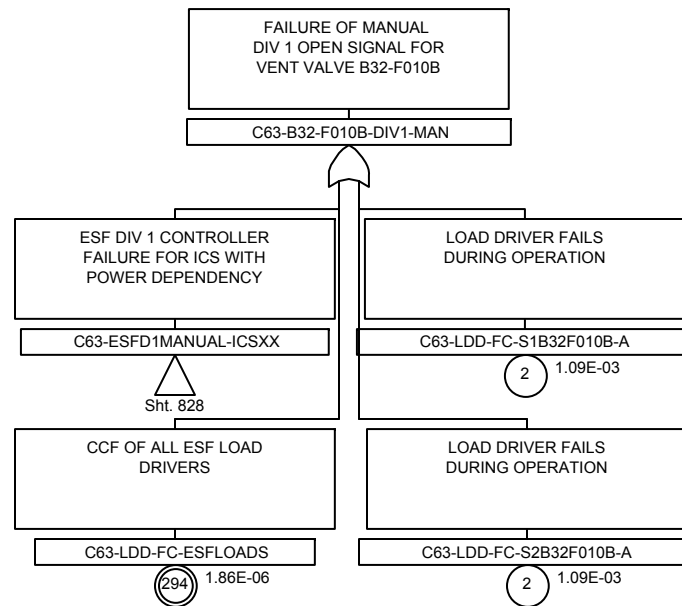 FAILURE OF MANUAL
DIV 1 OPEN SIGNAL FOR
VENT VALVE B32-F010B
C63-B32-F010B-DIV1-MAN
ESF DIV 1 CONTROLLER
FAILURE FOR ICS WITH
POWER DEPENDENCY
C63-ESFD1MANUAL-ICSXX
Sht. 828
LOAD DRIVER FAILS
DURING OPERATION
C63-LDD-FC-S1B32F010B-A
2
1.09E-03
CCF OF ALL ESF LOAD
DRIVERS
C63-LDD-FC-ESFLOADS
294
1.86E-06
LOAD DRIVER FAILS
DURING OPERATION
C63-LDD-FC-S2B32F010B-A
2
1.09E-03